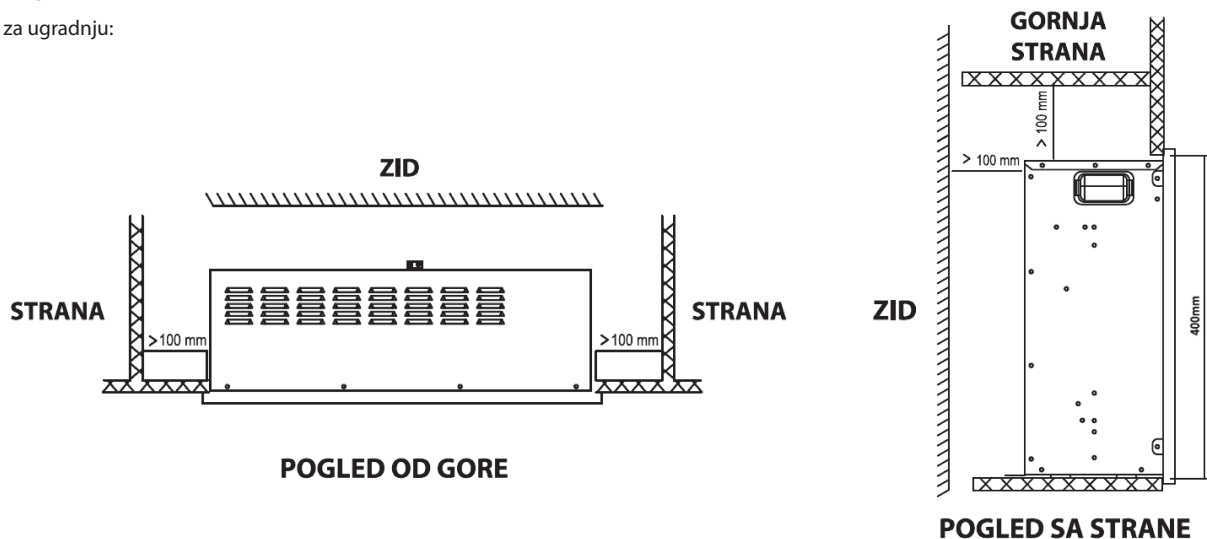 za ugradnju:
ZID
STRANA
>100 mm
>100 mm
STRANA
POGLED OD GORE
GORNJA
STRANA
> 100 mm
> 100 mm
ZID
400mm
POGLED SA STRANE